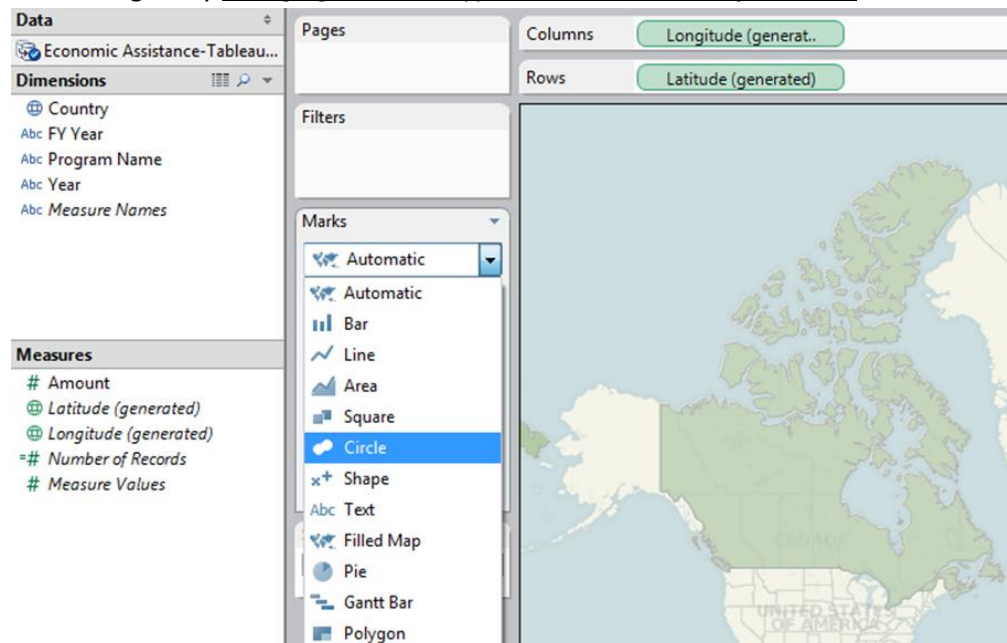 Data
Economic Assistance-Tableau...
Dimensions
Country
Abc FY Year
Abc Program Name
Abc Year
Abc Measure Names
Measures
# Amount
Latitude (generated)
Longitude (generated)
=# Number of Records
# Measure Values
Pages
Filters
Marks
Automatic
Automatic
Bar
Line
Area
Square
Circle
Shape
Abc Text
Filled Map
Pie
Gantt Bar
Polygon
Columns Longitude (generat..
Rows Latitude (generated)
CANADA
UNITED STATES
OF AMERICA